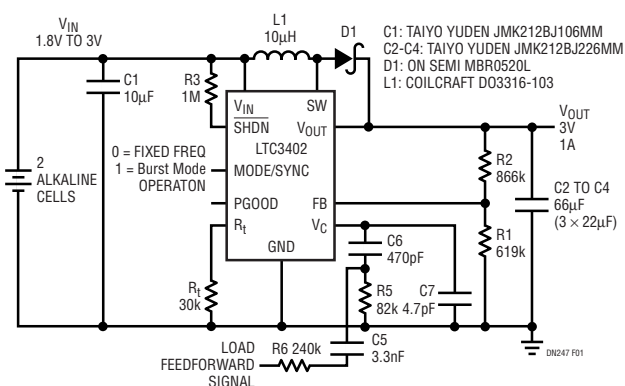 VIN
1.8V TO 3V
L1
10μH
D1
C1: TAIYO YUDEN JMK212BJ106MM
C2-C4: TAIYO YUDEN JMK212BJ226MM
D1: ON SEMI MBR0520L
L1: COILCRAFT DO3316-103
C1
10μF
R3
1M
VIN
SW
SHDN
VOUT
LTC3402
MODE/SYNC
PGOOD
FB
Rt
VC
GND
0 = FIXED FREQ
1 = Burst Mode
OPERATON
2
ALKALINE
CELLS
VOUT
3V
1A
R2
866k
C2 TO C4
66μF
(3 × 22μF)
R1
619k
C6
470pF
Rt
30k
R5
82k
C7
4.7pF
LOAD
FEEDFORWARD
SIGNAL
R6 240k
C5
3.3nF
DN247 F01